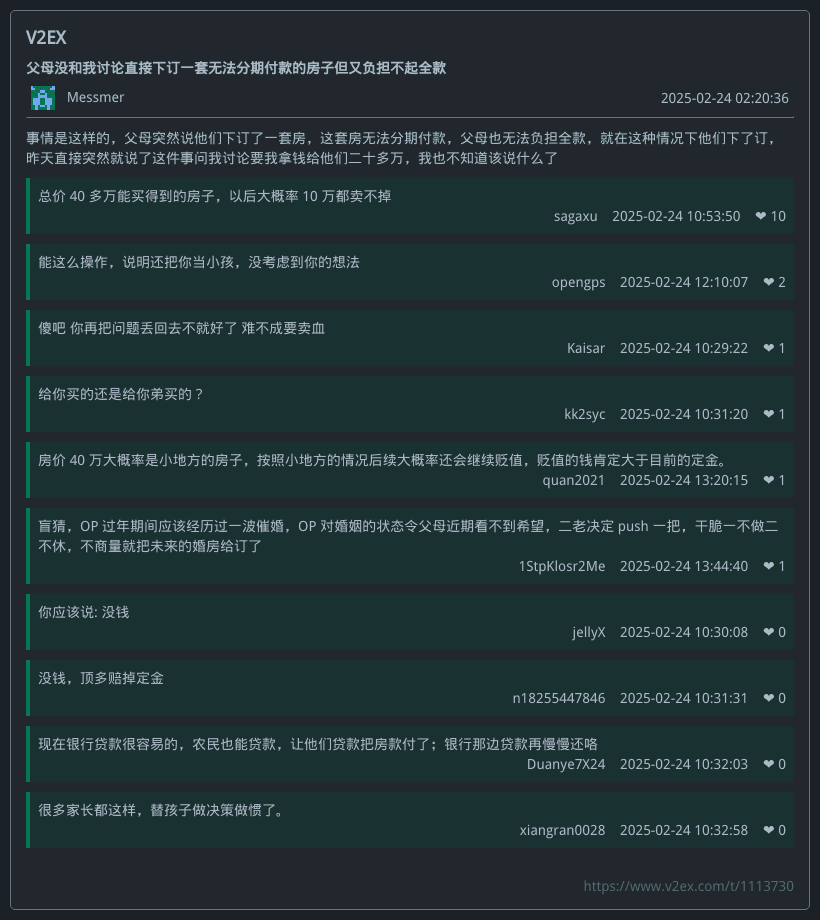 V2EX
父母没和我讨论直接下订一套无法分期付款的房子但又负担不起全款
Messmer 2025-02-24 02:20:36
事情是这样的，父母突然说他们下订了一套房，这套房无法分期付款，父母也无法负担全款，就在这种情况下他们下了订，
昨天直接突然就说了这件事问我讨论要我拿钱给他们二十多万，我也不知道该说什么了
总价 40 多万能买得到的房子，以后大概率 10 万都卖不掉
sagaxu 2025-02-24 10:53:50 ❤ 10
能这么操作，说明还把你当小孩，没考虑到你的想法
opengps 2025-02-24 12:10:07 ❤ 2
傻吧 你再把问题丢回去不就好了 难不成要卖血
Kaisar 2025-02-24 10:29:22 ❤ 1
给你买的还是给你弟买的？
kk2syc 2025-02-24 10:31:20 ❤ 1
房价 40 万大概率是小地方的房子，按照小地方的情况后续大概率还会继续贬值，贬值的钱肯定大于目前的定金。
quan2021 2025-02-24 13:20:15 ❤ 1
盲猜，OP 过年期间应该经历过一波催婚，OP 对婚姻的状态令父母近期看不到希望，二老决定 push 一把，干脆一不做二
不休，不商量就把未来的婚房给订了
1StpKlosr2Me 2025-02-24 13:44:40 ❤ 1
你应该说: 没钱
jellyX 2025-02-24 10:30:08 ❤ 0
没钱，顶多赔掉定金
n18255447846 2025-02-24 10:31:31 ❤ 0
现在银行贷款很容易的，农民也能贷款，让他们贷款把房款付了；银行那边贷款再慢慢还咯
Duanye7X24 2025-02-24 10:32:03 ❤ 0
很多家长都这样，替孩子做决策做惯了。
xiangran0028 2025-02-24 10:32:58 ❤ 0
https://www.v2ex.com/t/1113730